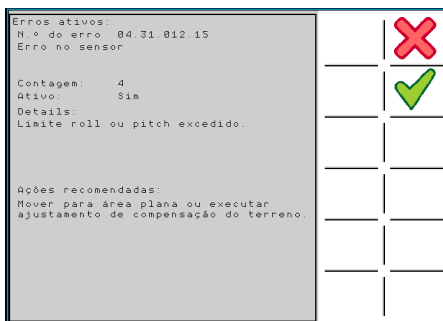 Erros ativos:
N.º do erro 04.31.012.15
Erro no sensor
Contagem: 4
Ativo: Sim
Details:
Limite roll ou pitch excedido.
Ações recomendadas:
Mover para área plana ou executar
ajustamento de compensação do terreno.